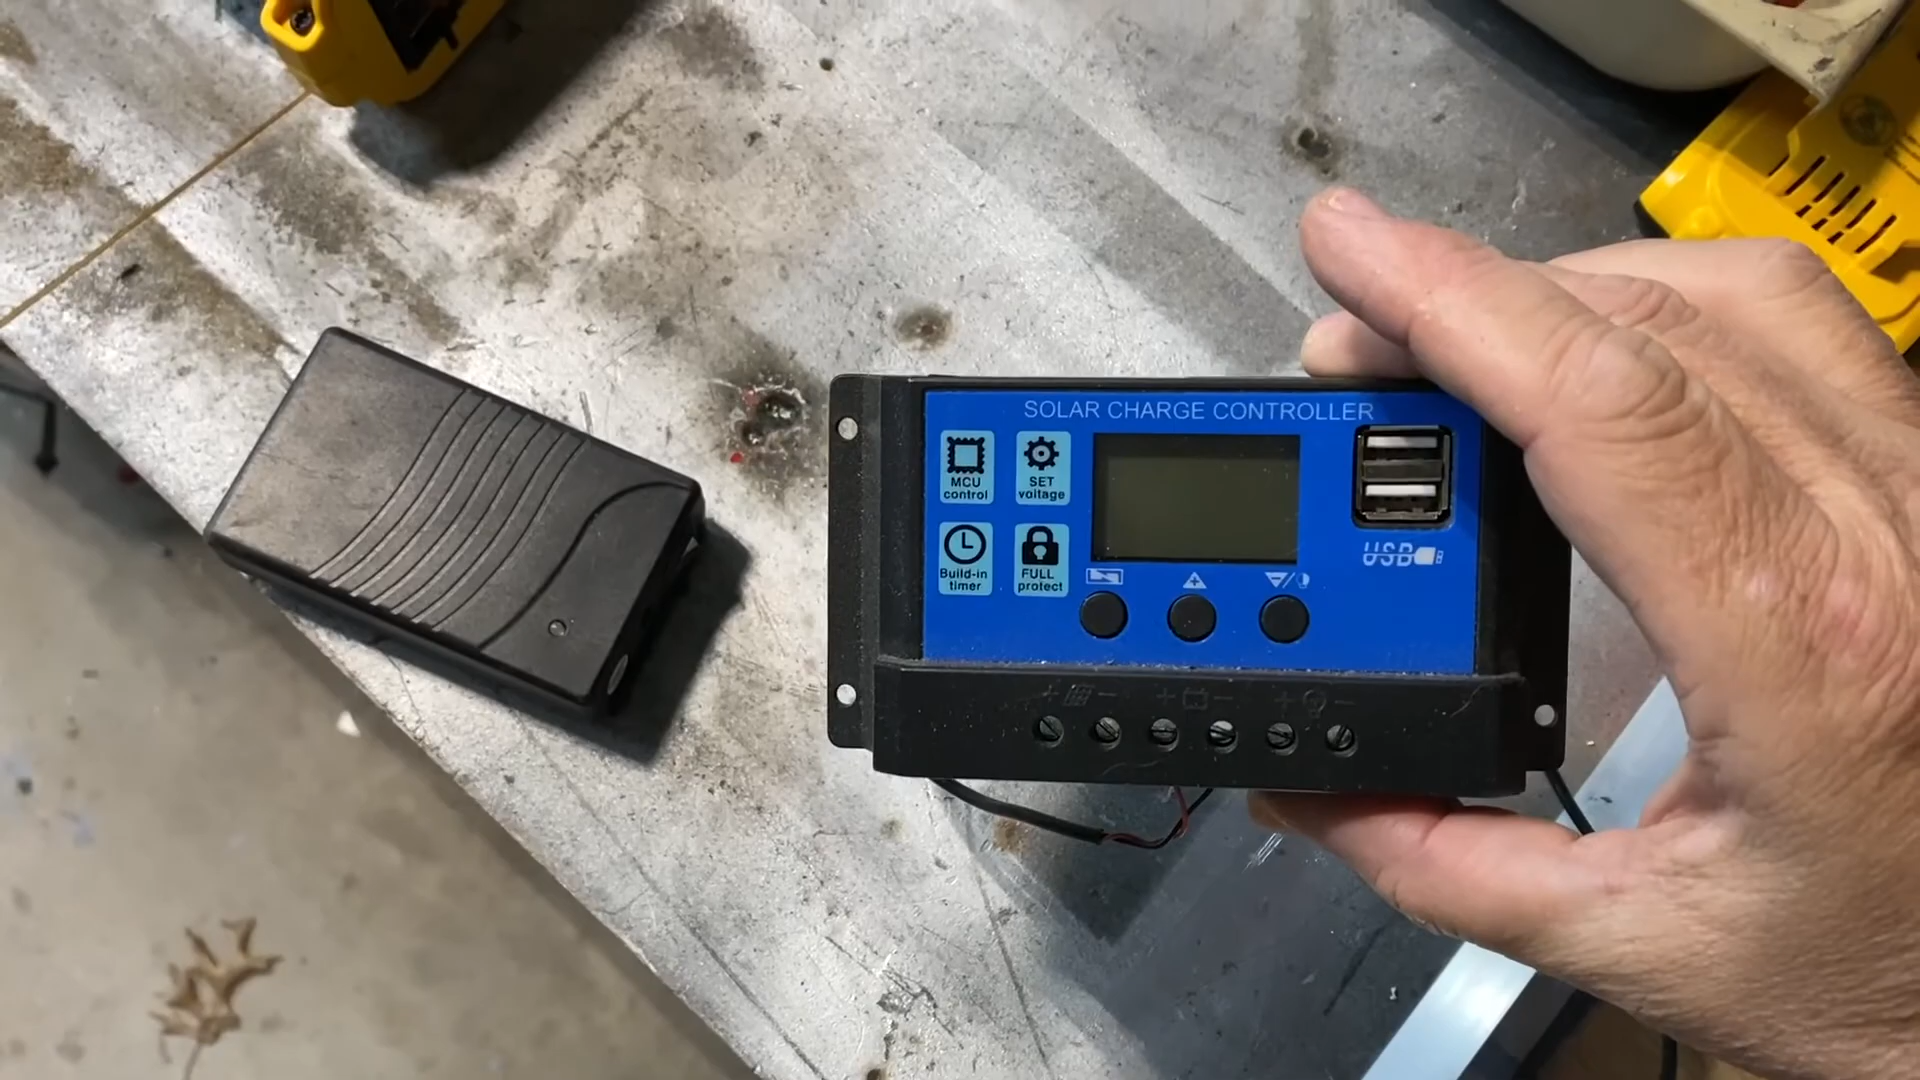 SOLAR CHARGE CONTROLLER
MCU
control
SET
voltage
Build-in
timer
FULL
protect
USB
+ -
+ -
+ -